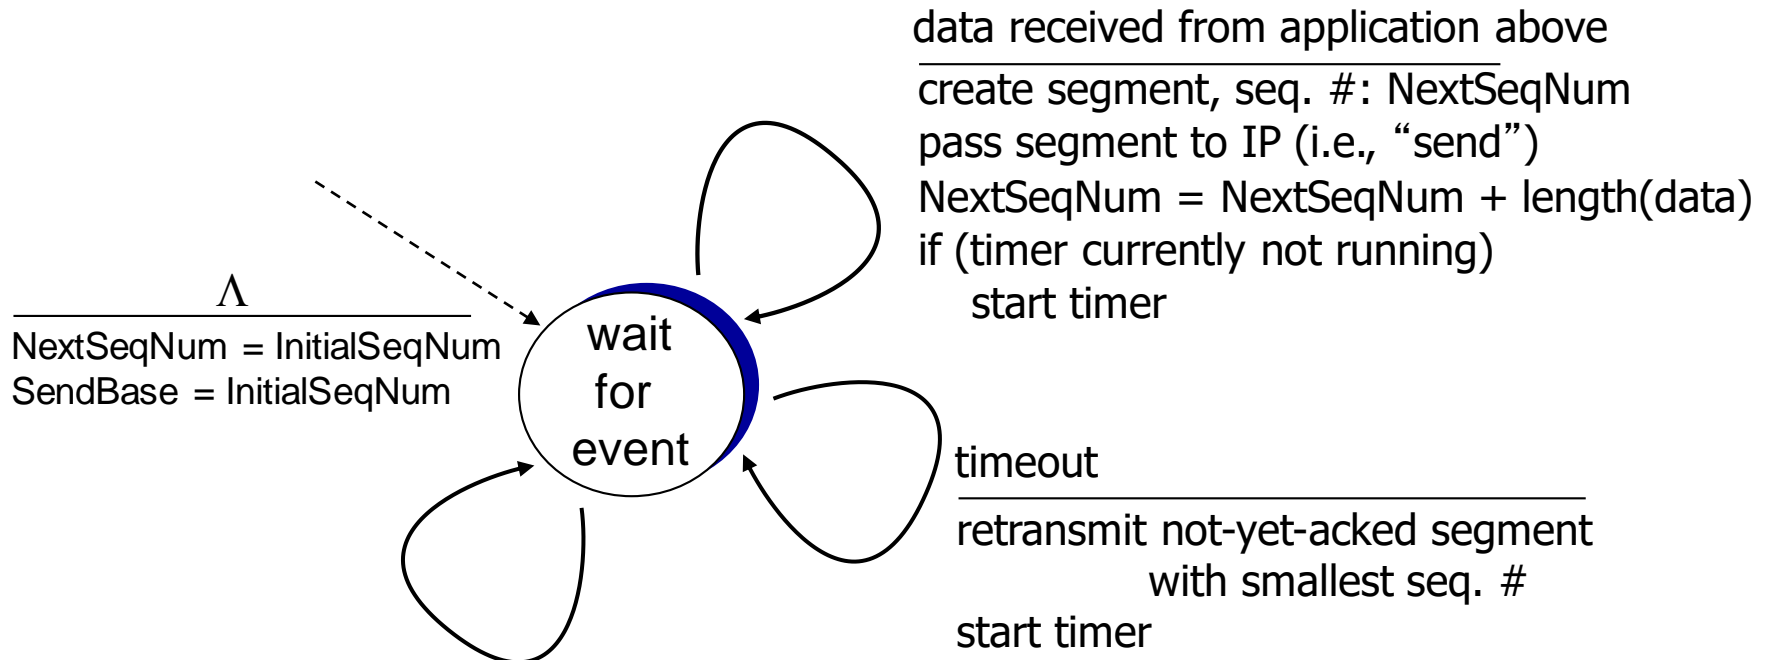 data received from application above
create segment, seq. #: NextSeqNum
pass segment to IP (i.e., “send”)
NextSeqNum = NextSeqNum + length(data)
if (timer currently not running)
start timer
Λ
NextSeqNum = InitialSeqNum
SendBase = InitialSeqNum
wait
for
event
timeout
retransmit not-yet-acked segment
with smallest seq. #
start timer